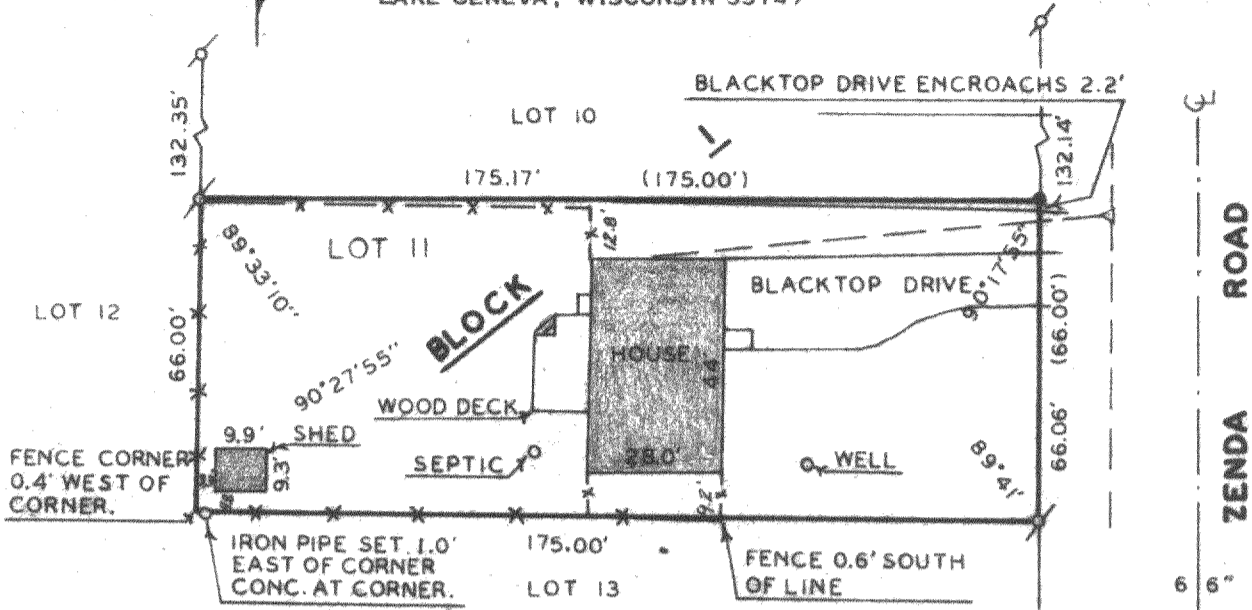 LAKE GENEVA, WISCONSIN 53147
BLACKTOP DRIVE ENCROACHS 2.2'
LOT 10
132.35'
132.14'
1
175.17' (175.00')
12.8'
LOT 11
89°33'10"
90°17'55"
BLACKTOP DRIVE
LOT 12
BLOCK
66.00'
(66.00')
66.06'
HOUSE
44
90°27'55"
WOOD DECK
9.9' SHED
9.3'
SEPTIC
28.0'
WELL
89°41'
9.2'
FENCE CORNER
0.4' WEST OF
CORNER.
IRON PIPE SET 1.0'
EAST OF CORNER
CONC. AT CORNER.
175.00'
LOT 13
FENCE 0.6' SOUTH
OF LINE
ZENDA ROAD
66"